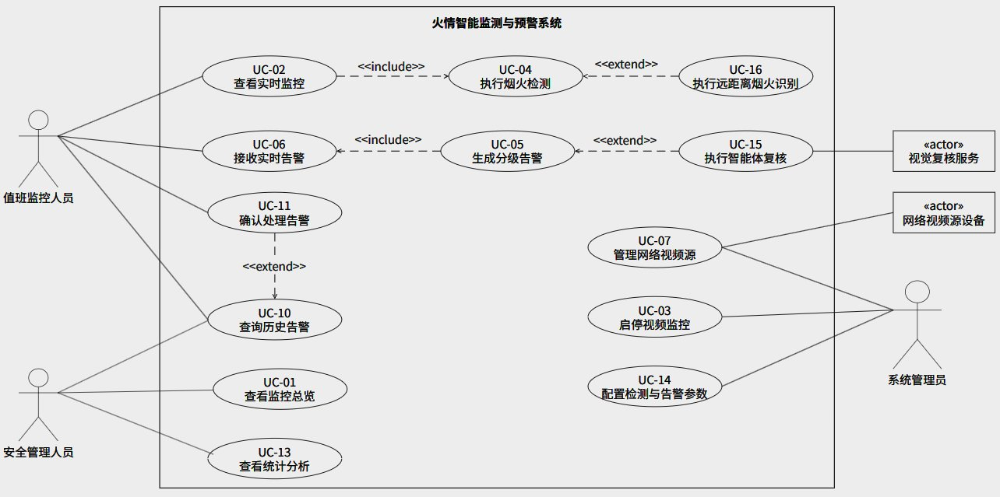 火情智能监测与预警系统
UC-02
查看实时监控
<<include>>
UC-04
执行烟火检测
<<extend>>
UC-16
执行远距离烟火识别
UC-06
接收实时告警
<<include>>
UC-05
生成分级告警
<<extend>>
UC-15
执行智能体复核
«actor»
视觉复核服务
值班监控人员
UC-11
确认处理告警
«actor»
网络视频源设备
<<extend>>
UC-07
管理网络视频源
UC-10
查询历史告警
UC-03
启停视频监控
系统管理员
UC-01
查看监控总览
UC-14
配置检测与告警参数
安全管理人员
UC-13
查看统计分析